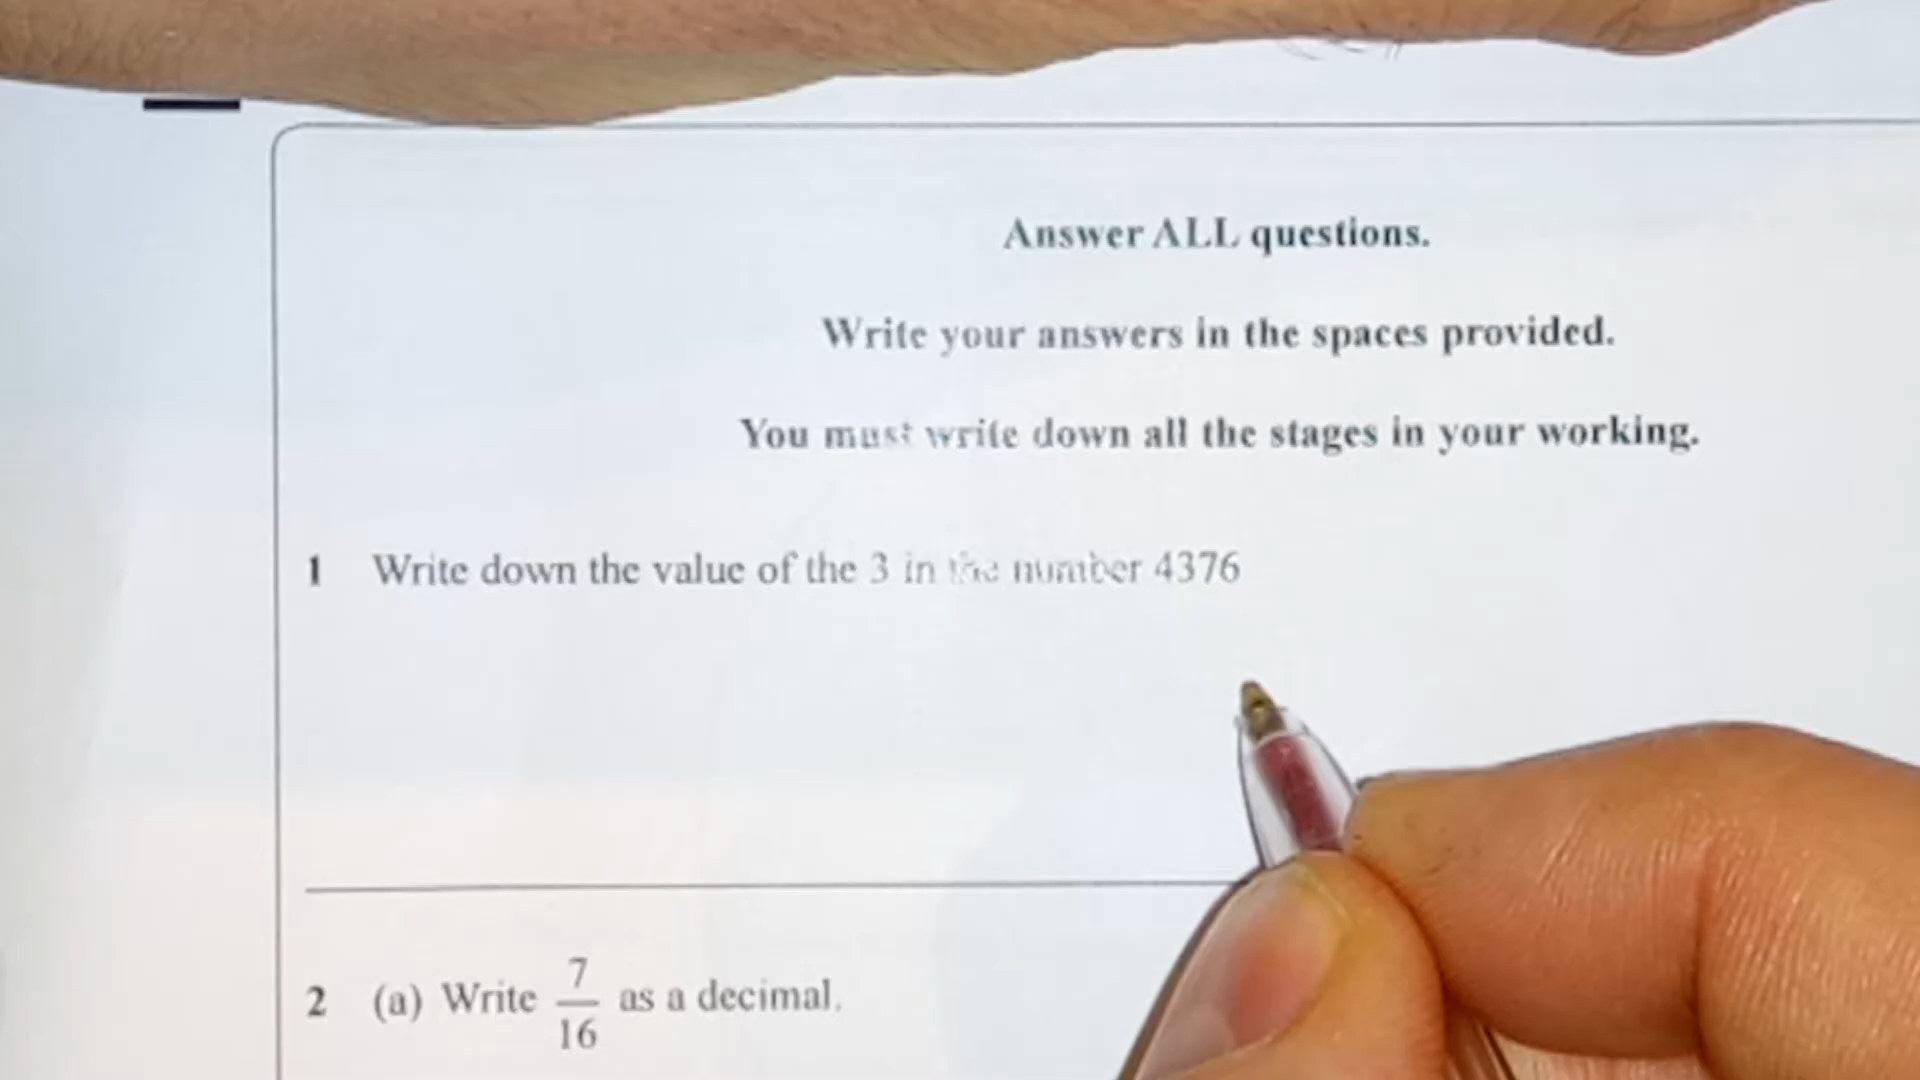 Answer ALL questions.
Write your answers in the spaces provided.
You must write down all the stages in your working.
1 Write down the value of the 3 in the number 4376
2 (a) Write 7/16 as a decimal.